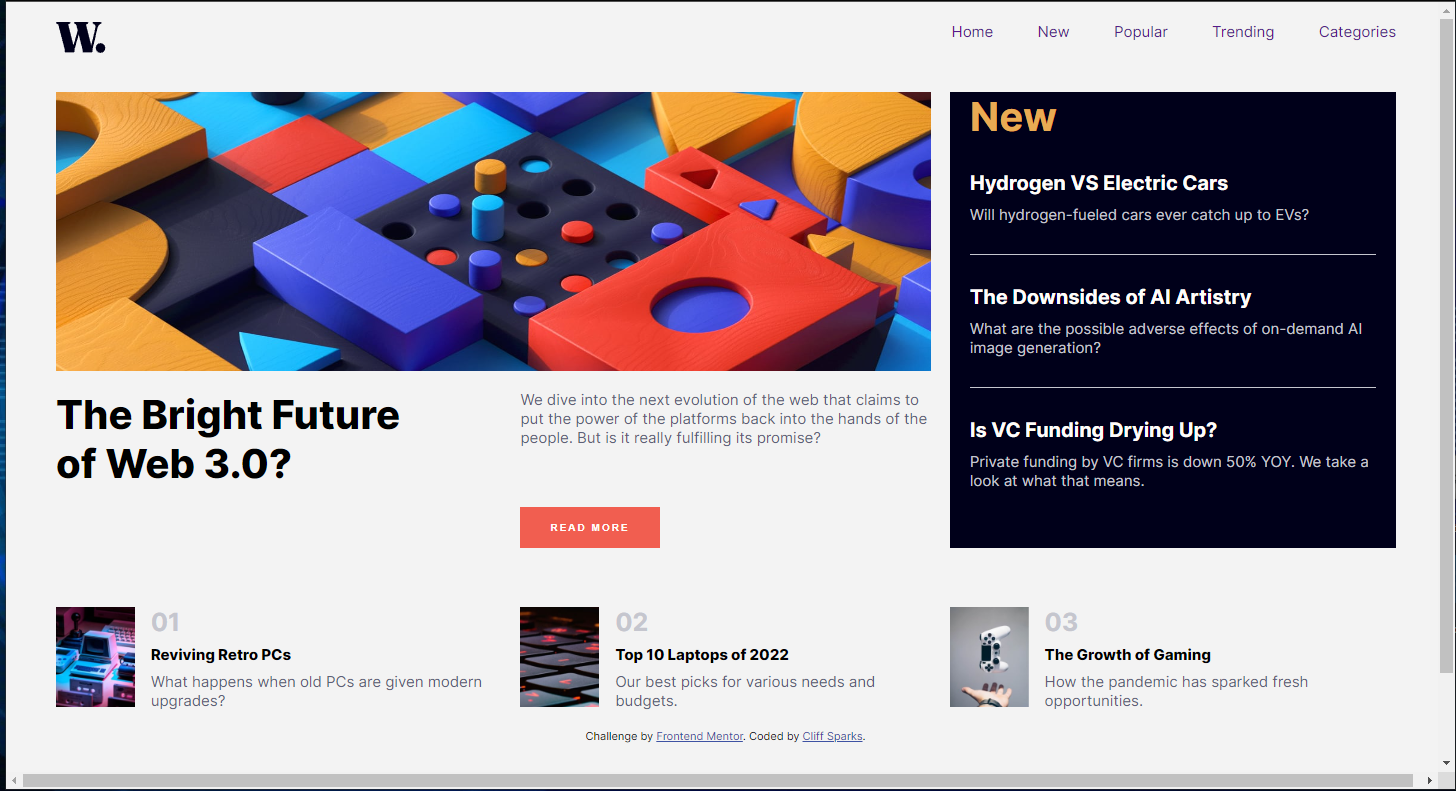 W.
Home New Popular Trending Categories
New
Hydrogen VS Electric Cars
Will hydrogen-fueled cars ever catch up to EVs?
The Downsides of AI Artistry
What are the possible adverse effects of on-demand AI
image generation?
Is VC Funding Drying Up?
Private funding by VC firms is down 50% YOY. We take a
look at what that means.
The Bright Future
of Web 3.0?
We dive into the next evolution of the web that claims to
put the power of the platforms back into the hands of the
people. But is it really fulfilling its promise?
READ MORE
01
Reviving Retro PCs
What happens when old PCs are given modern
upgrades?
02
Top 10 Laptops of 2022
Our best picks for various needs and
budgets.
03
The Growth of Gaming
How the pandemic has sparked fresh
opportunities.
Challenge by Frontend Mentor. Coded by Cliff Sparks.